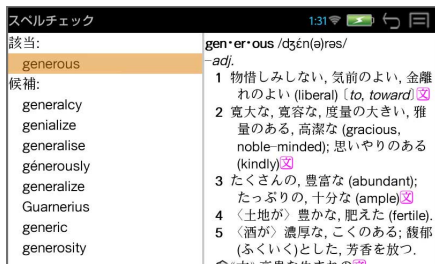 スペルチェック 1:31
該当:
generous
候補:
generalcy
genialize
generalise
génerously
generalize
Guarnerius
generic
generosity
gen･er･ous /dʒén(ə)rəs/
–adj.
1 物惜しみしない, 気前のよい, 金離
れのよい (liberal)〔to, toward〕文
2 寛大な, 寛容な, 度量の大きい, 雅
量のある, 高潔な (gracious,
noble-minded); 思いやりのある
(kindly)文
3 たくさんの, 豊富な (abundant);
たっぷりの, 十分な (ample)文
4 〈土地が〉豊かな, 肥えた (fertile).
5 〈酒が〉濃厚な, こくのある; 馥郁
(ふくいく)とした, 芳香を放つ.